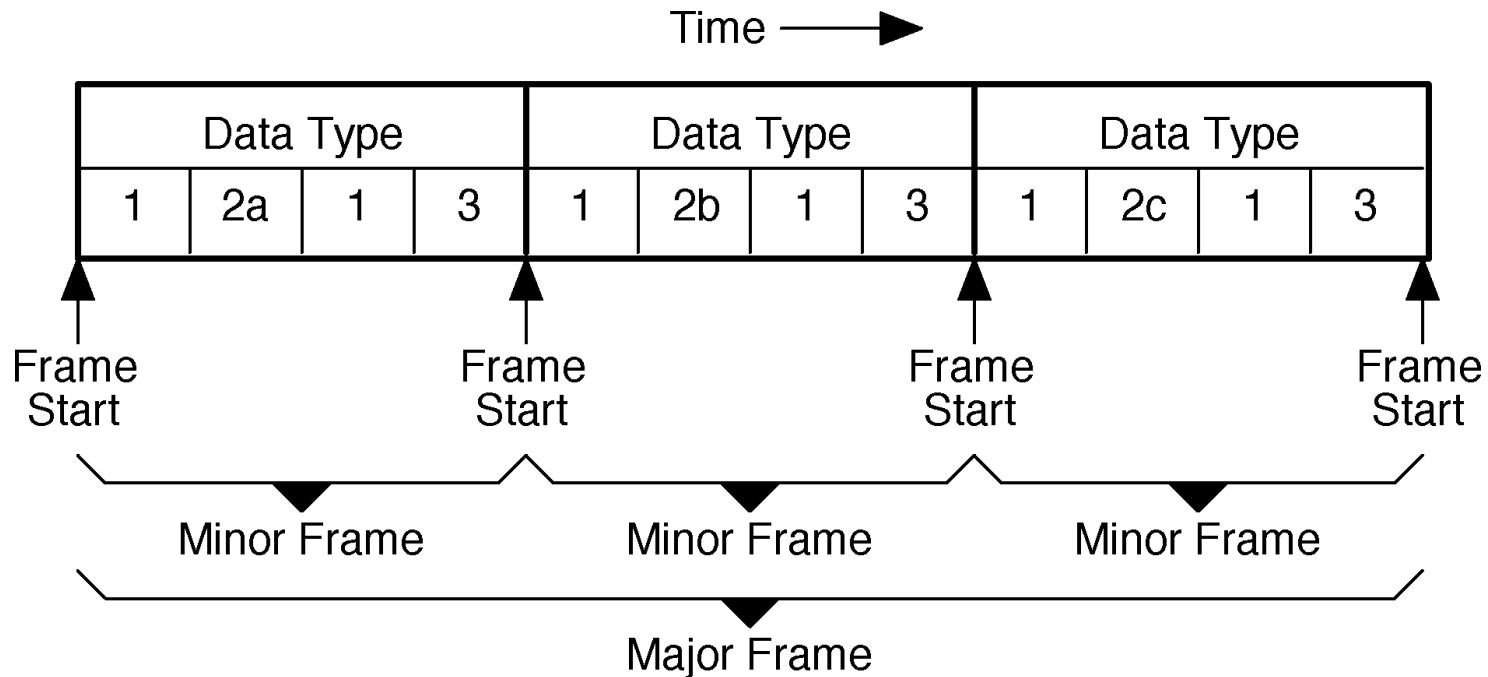 Time
Data Type Data Type Data Type
1 2a 1 3 1 2b 1 3 1 2c 1 3
Frame Frame Frame Frame
Start Start Start Start
Minor Frame Minor Frame Minor Frame
Major Frame